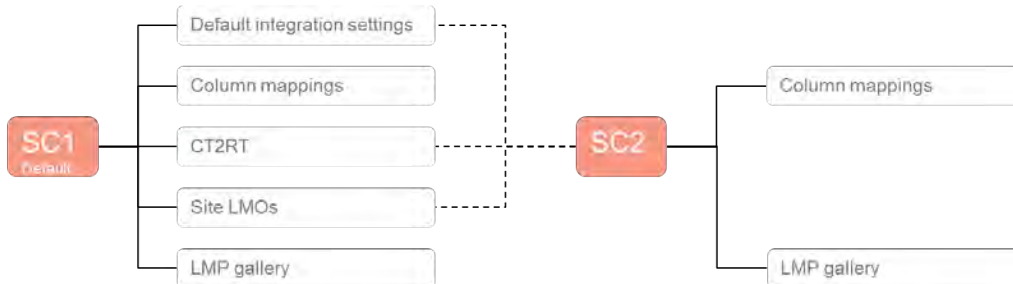 Default integration settings
Column mappings
SC1
Default
CT2RT
Site LMOs
LMP gallery
SC2
Column mappings
LMP gallery